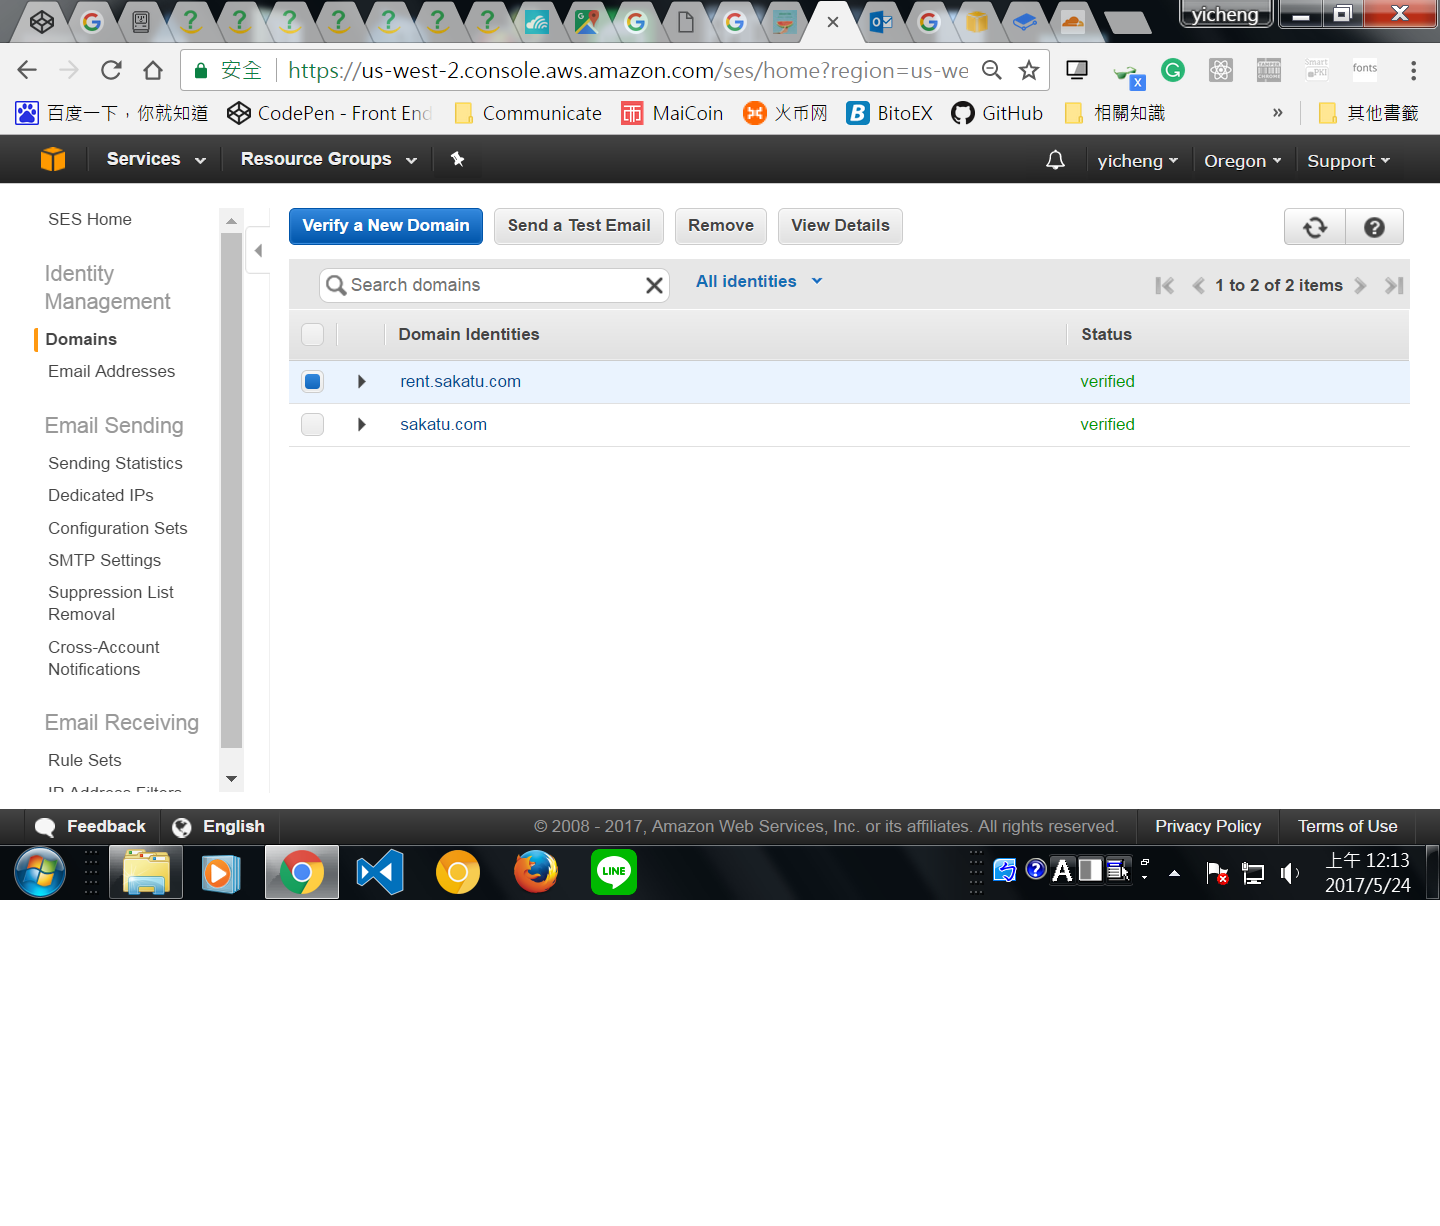 yicheng
安全 https://us-west-2.console.aws.amazon.com/ses/home?region=us-we
Smart PKI
fonts
百度一下，你就知道 CodePen - Front End Communicate MaiCoin 火币网 BitoEX GitHub 相關知識 » 其他書籤
Services Resource Groups yicheng Oregon Support
SES Home
Identity
Management
Domains
Email Addresses
Email Sending
Sending Statistics
Dedicated IPs
Configuration Sets
SMTP Settings
Suppression List
Removal
Cross-Account
Notifications
Email Receiving
Rule Sets
IP Address Filters
Verify a New Domain Send a Test Email Remove View Details
Search domains All identities 1 to 2 of 2 items
Domain Identities Status
rent.sakatu.com verified
sakatu.com verified
Feedback English © 2008 - 2017, Amazon Web Services, Inc. or its affiliates. All rights reserved. Privacy Policy Terms of Use
LINE
上午 12:13
2017/5/24